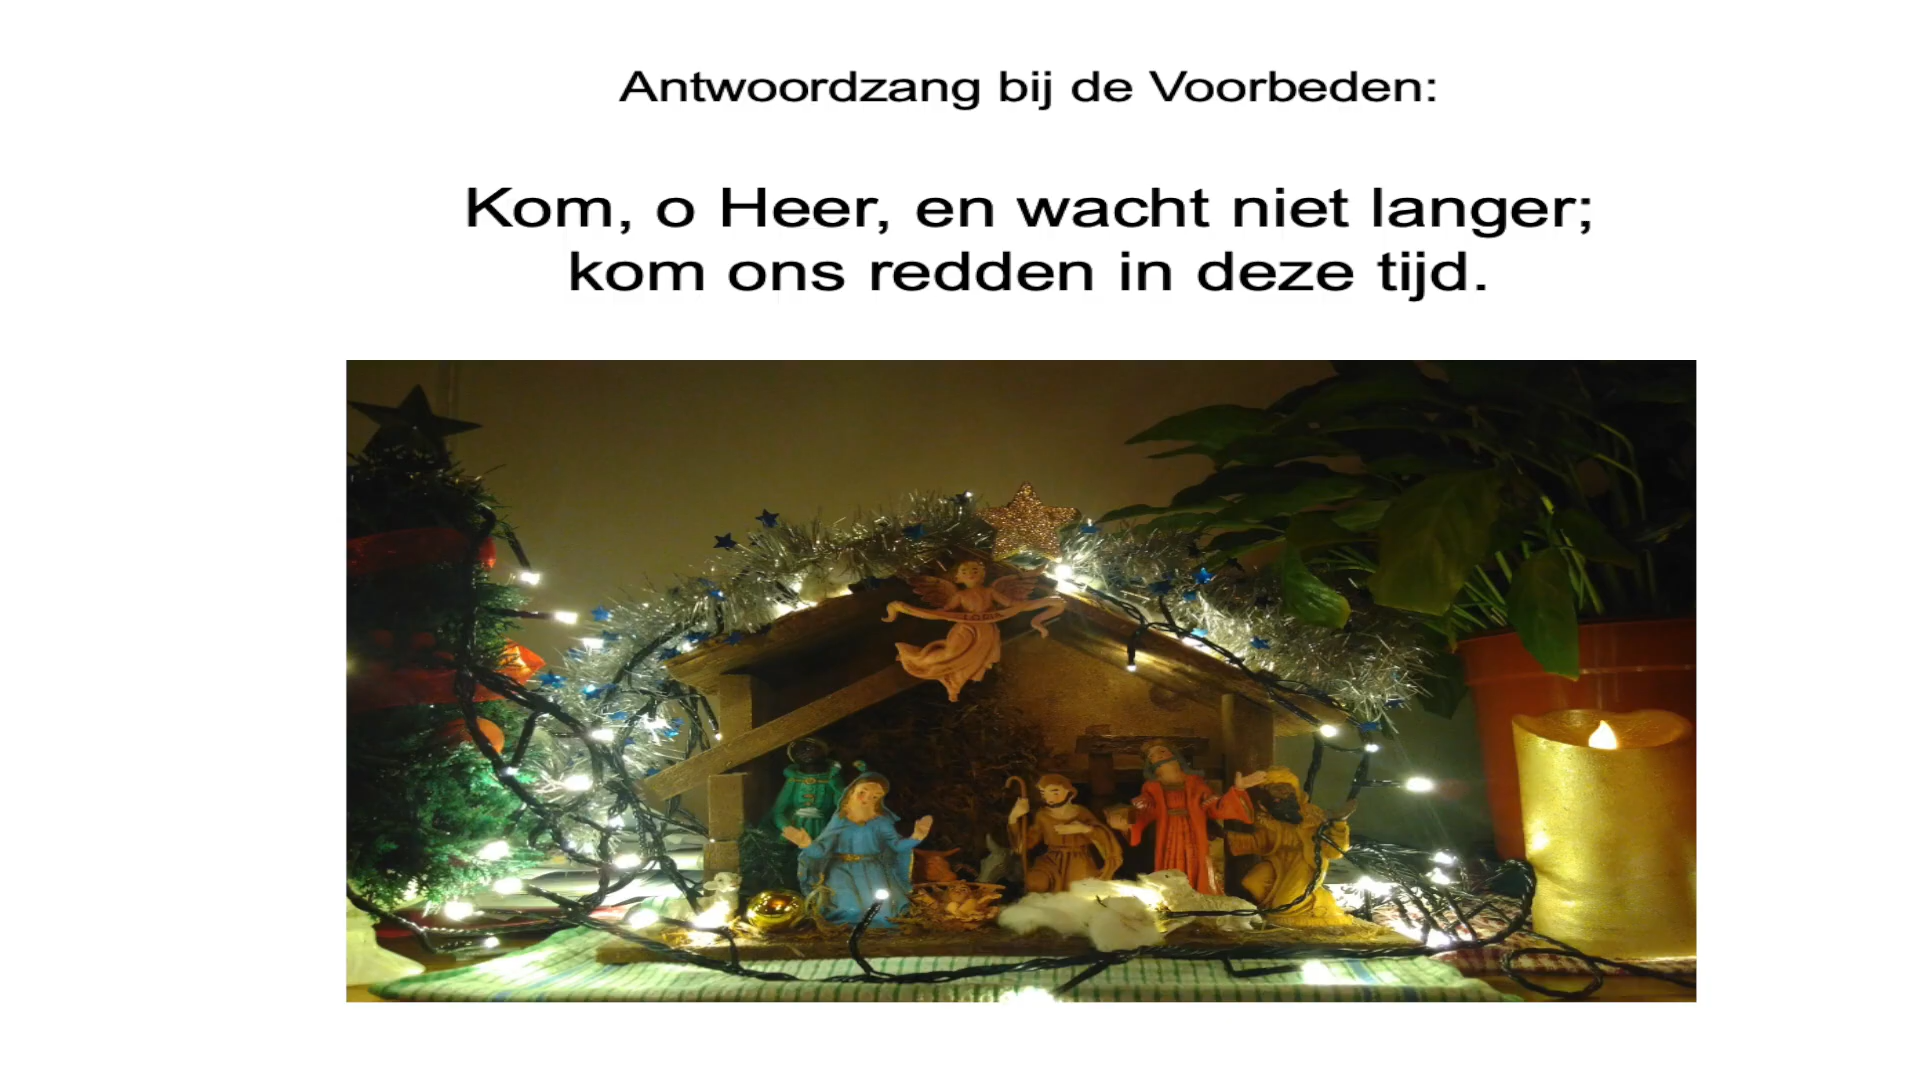 Antwoordzang bij de Voorbeden:
Kom, o Heer, en wacht niet langer;
kom ons redden in deze tijd.